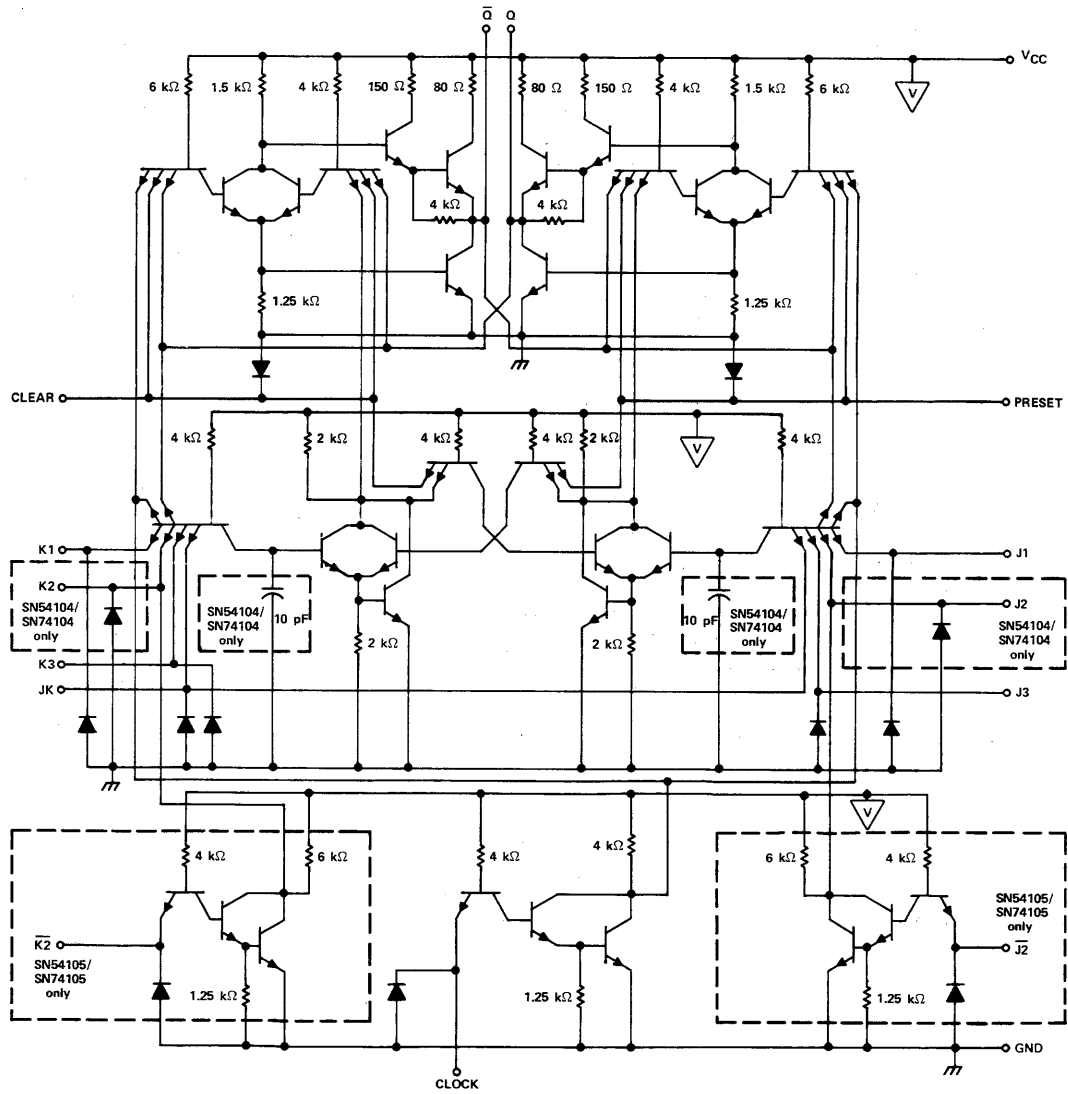 Q̅ Q
VCC
6 kΩ 1.5 kΩ 4 kΩ 150 Ω 80 Ω 80 Ω 150 Ω 4 kΩ 1.5 kΩ 6 kΩ
V
4 kΩ 4 kΩ
1.25 kΩ 1.25 kΩ
CLEAR PRESET
4 kΩ 2 kΩ 4 kΩ 4 kΩ 2 kΩ 4 kΩ
V
K1 J1
K2 J2
SN54104/
SN74104
only
SN54104/
SN74104
only
10 pF
10 pF
SN54104/
SN74104
only
SN54104/
SN74104
only
2 kΩ 2 kΩ
K3
JK J3
V
4 kΩ 6 kΩ 4 kΩ 4 kΩ 6 kΩ 4 kΩ
SN54105/
SN74105
only
K̅2̅ J̅2̅
SN54105/
SN74105
only
1.25 kΩ 1.25 kΩ 1.25 kΩ
GND
CLOCK